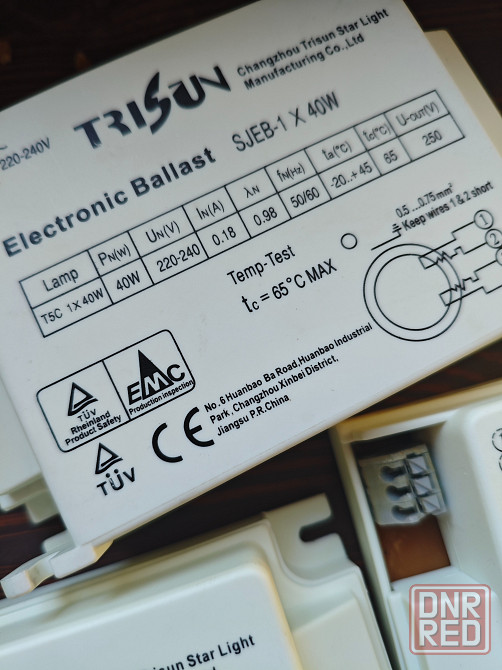 TRISUN
Changzhou Trisun Star Light
Manufacturing Co.,Ltd
220-240V
Electronic Ballast SJEB-1 X 40W
Lamp PN(W) UN(V) IN(A) λN fN(Hz) ta(°C) tc(°C) U-OUT(V)
T5C 1X40W 40W 220-240 0.18 0.98 50/60 -20..+45 65 250
Temp-Test
tc = 65°C MAX
0.5...0.75mm²
Keep wires 1 & 2 short
1
2
TÜV
Rheinland
Product Safety
EMC
Production inspection
TÜV
CE
No. 6 Huanbao Ba Road,Huanbao Industrial
Park, Changzhou Xinbei District,
Jiangsu P.R.China
Trisun Star Light
DNR
RED